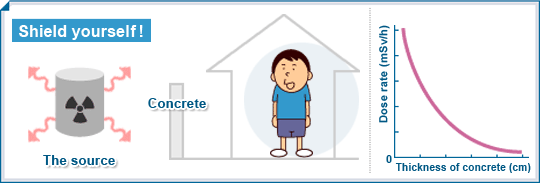 Shield yourself!
Concrete
The source
Dose rate (mSv/h)
0
Thickness of concrete (cm)